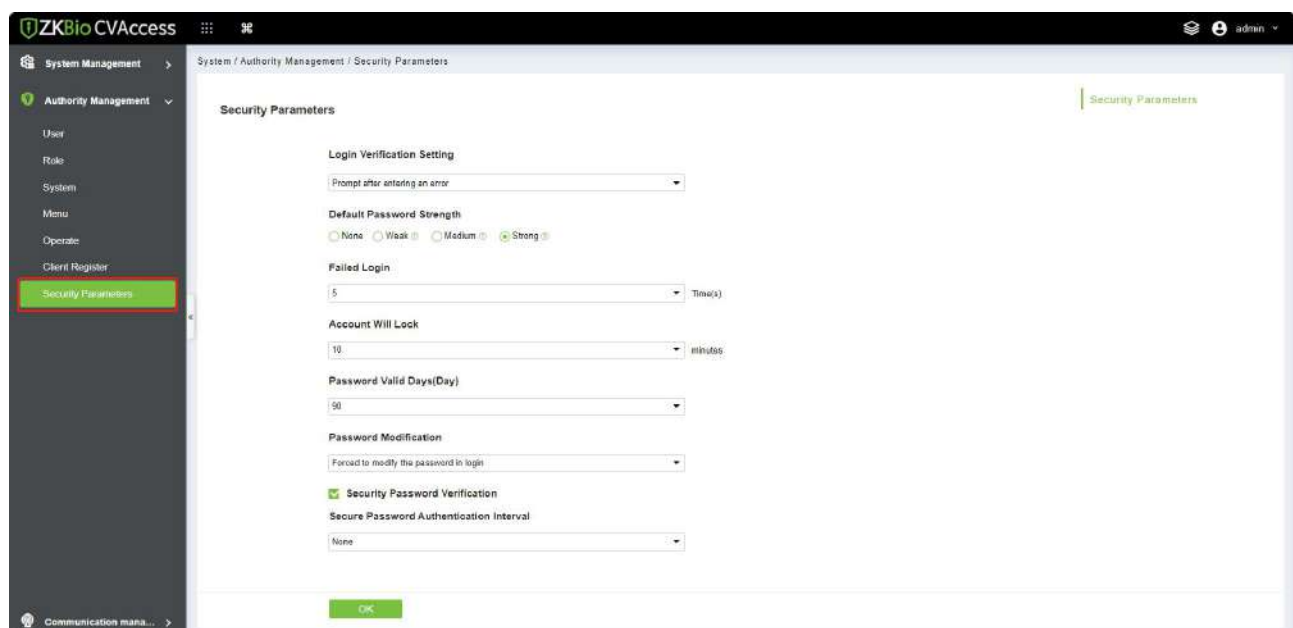 ZKBio CVAccess
admin
System Management
System / Authority Management / Security Parameters
Authority Management
Security Parameters
Security Parameters
User
Role
System
Menu
Operate
Client Register
Security Parameters
Login Verification Setting
Prompt after entering an error
Default Password Strength
None Weak Medium Strong
Failed Login
5 Time(s)
Account Will Lock
10 minutes
Password Valid Days(Day)
90
Password Modification
Forced to modify the password in login
Security Password Verification
Secure Password Authentication Interval
None
OK
Communication mana...